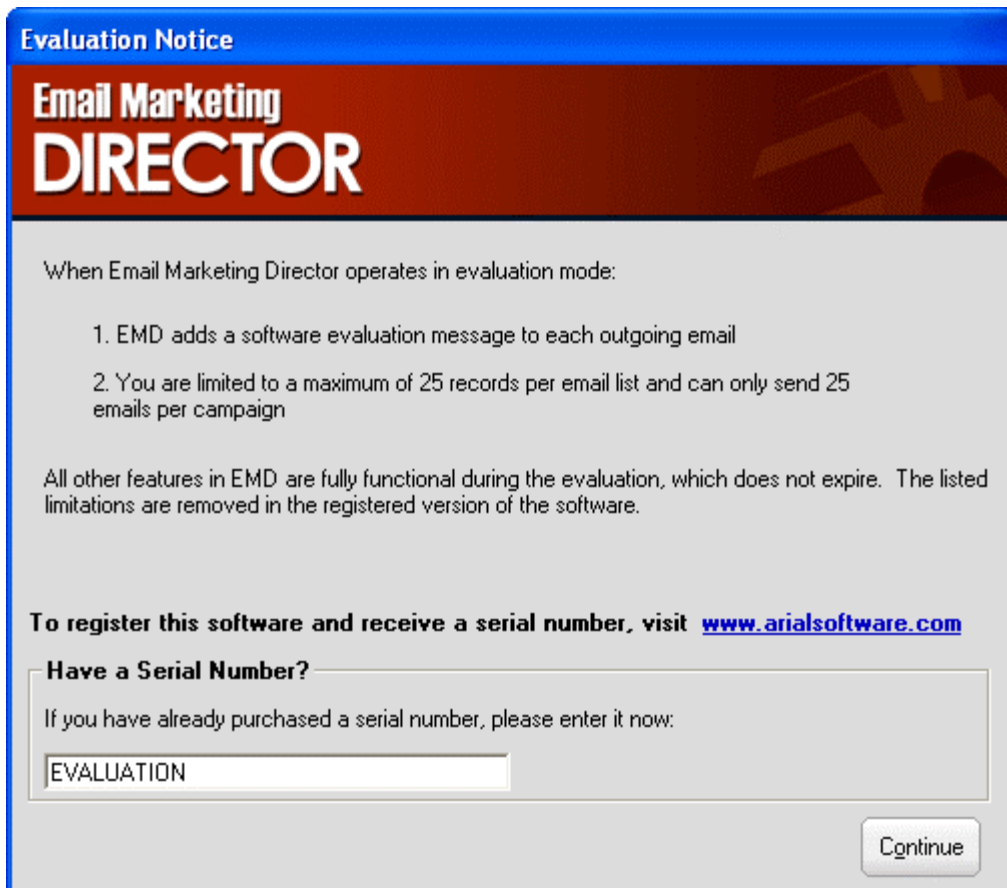 Evaluation Notice
Email Marketing
DIRECTOR
When Email Marketing Director operates in evaluation mode:
1. EMD adds a software evaluation message to each outgoing email
2. You are limited to a maximum of 25 records per email list and can only send 25
emails per campaign
All other features in EMD are fully functional during the evaluation, which does not expire.  The listed
limitations are removed in the registered version of the software.
To register this software and receive a serial number, visit www.arialsoftware.com
Have a Serial Number?
If you have already purchased a serial number, please enter it now:
EVALUATION
Continue